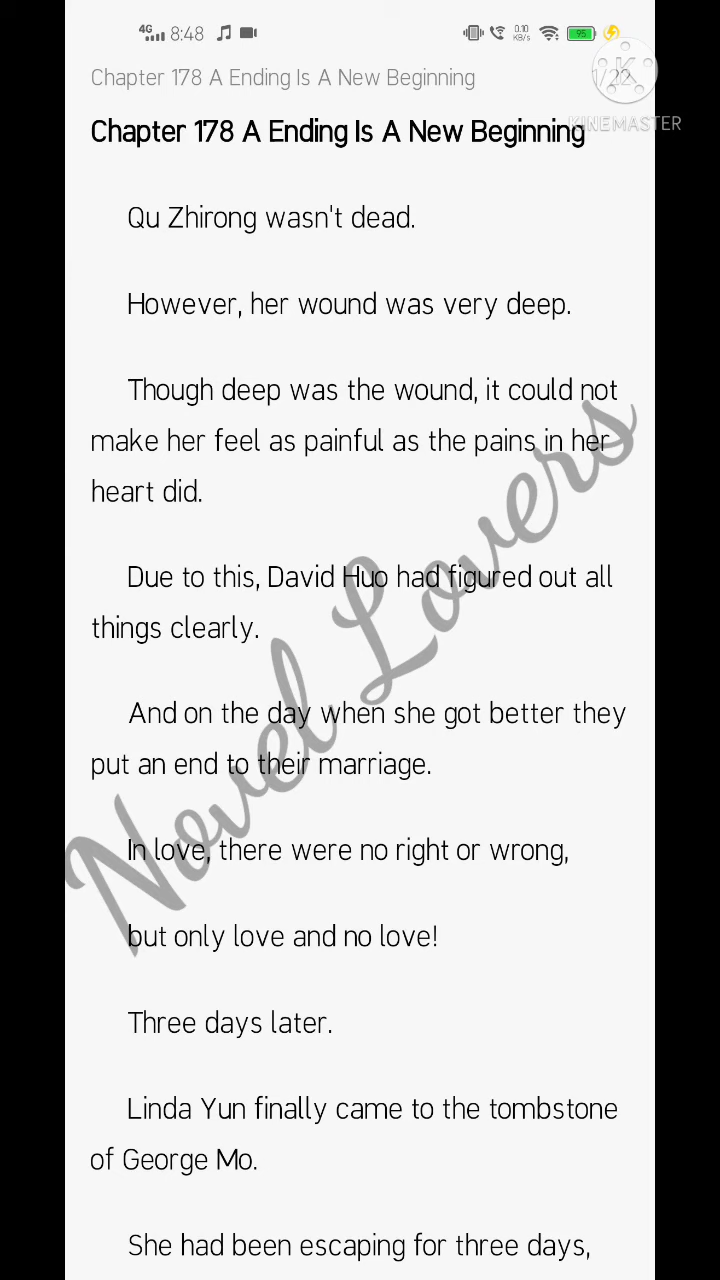 4G 8:48 0.10 KB/s 95
Chapter 178 A Ending Is A New Beginning 1/22
KINEMASTER
Chapter 178 A Ending Is A New Beginning
Qu Zhirong wasn't dead.
However, her wound was very deep.
Though deep was the wound, it could not
make her feel as painful as the pains in her
heart did.
Due to this, David Huo had figured out all
things clearly.
And on the day when she got better they
put an end to their marriage.
In love, there were no right or wrong,
but only love and no love!
Three days later.
Linda Yun finally came to the tombstone
of George Mo.
She had been escaping for three days,
Novel Lovers